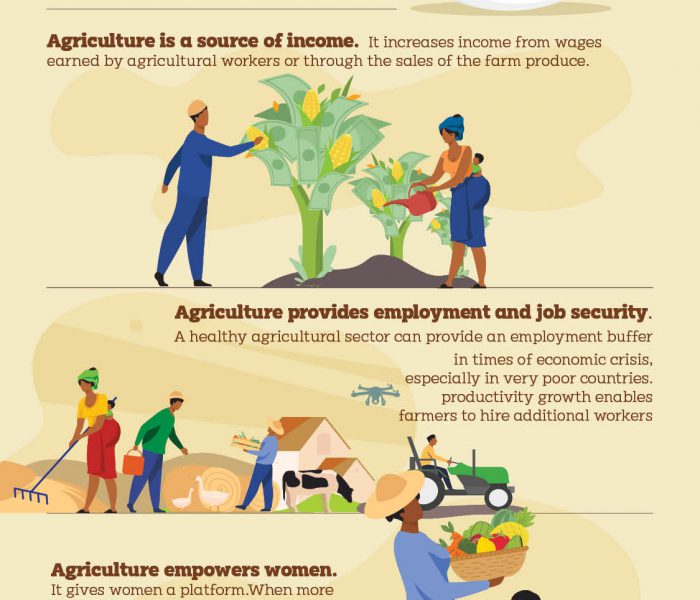 Agriculture is a source of income. It increases income from wages
earned by agricultural workers or through the sales of the farm produce.
Agriculture provides employment and job security.
A healthy agricultural sector can provide an employment buffer
in times of economic crisis,
especially in very poor countries.
productivity growth enables
farmers to hire additional workers
Agriculture empowers women.
It gives women a platform.When more